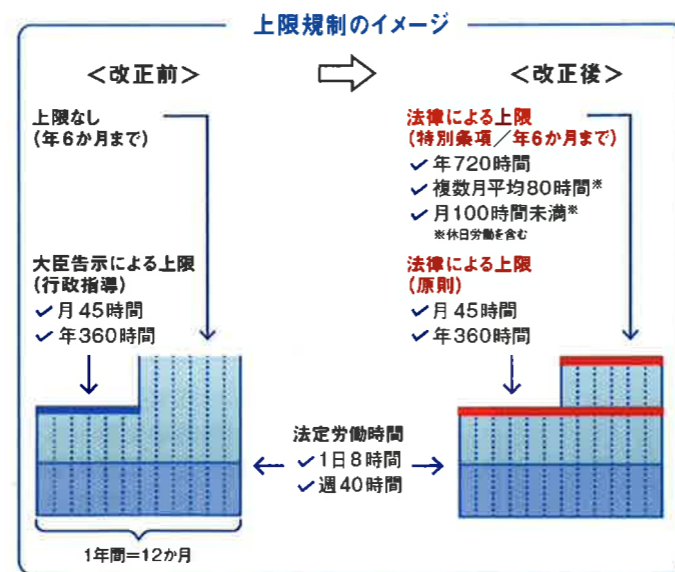 上限規制のイメージ
＜改正前＞
＜改正後＞
上限なし
(年6か月まで)
大臣告示による上限
(行政指導)
✓月45時間
✓年360時間
法律による上限
(特別条項／年6か月まで)
✓年720時間
✓複数月平均80時間※
✓月100時間未満※
※休日労働を含む
法律による上限
(原則)
✓月45時間
✓年360時間
法定労働時間
✓1日8時間
✓週40時間
1年間＝12か月